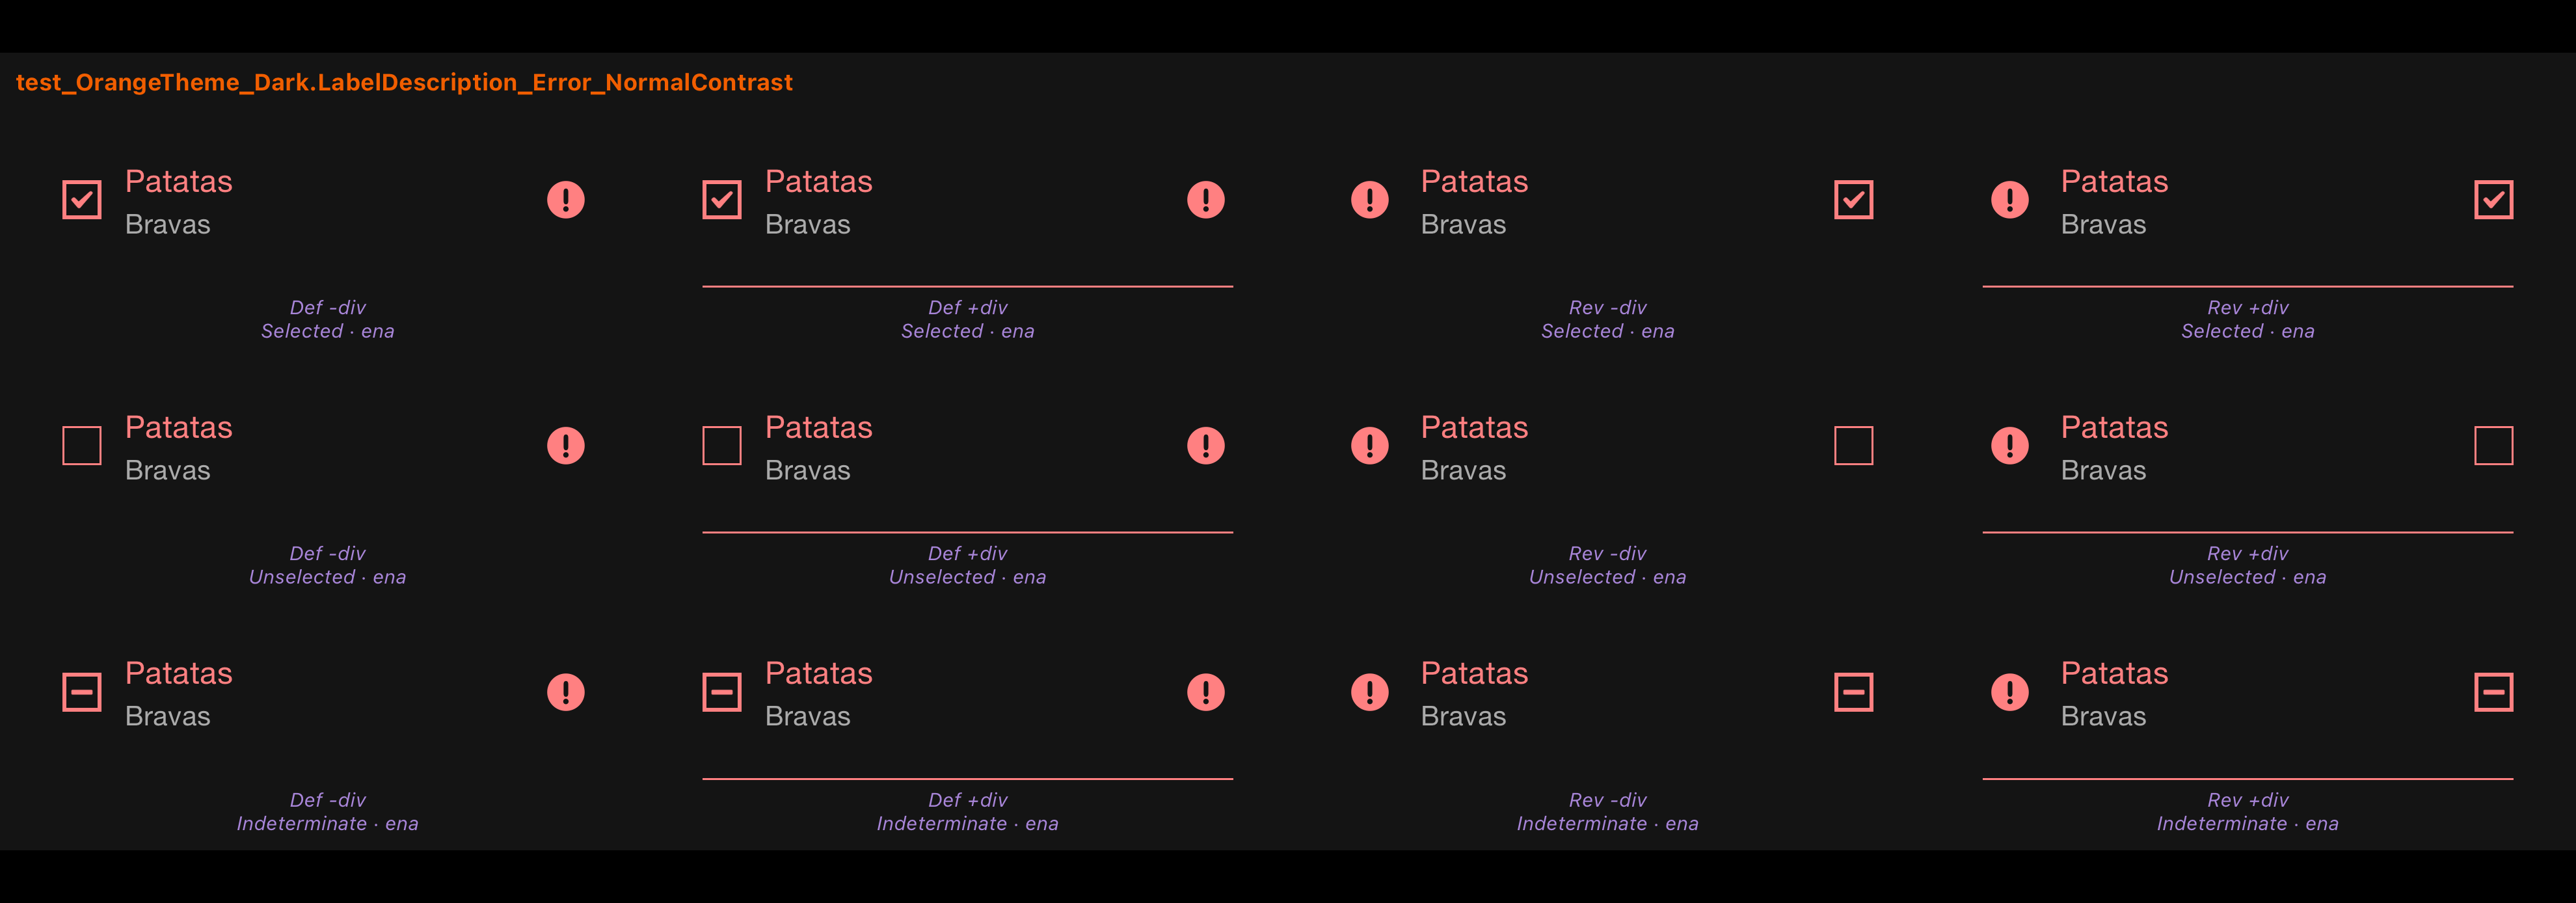 test_OrangeTheme_Dark.LabelDescription_Error_NormalContrast
Patatas
Bravas
Def -div
Selected · ena
Patatas
Bravas
Def +div
Selected · ena
Patatas
Bravas
Rev -div
Selected · ena
Patatas
Bravas
Rev +div
Selected · ena
Patatas
Bravas
Def -div
Unselected · ena
Patatas
Bravas
Def +div
Unselected · ena
Patatas
Bravas
Rev -div
Unselected · ena
Patatas
Bravas
Rev +div
Unselected · ena
Patatas
Bravas
Def -div
Indeterminate · ena
Patatas
Bravas
Def +div
Indeterminate · ena
Patatas
Bravas
Rev -div
Indeterminate · ena
Patatas
Bravas
Rev +div
Indeterminate · ena